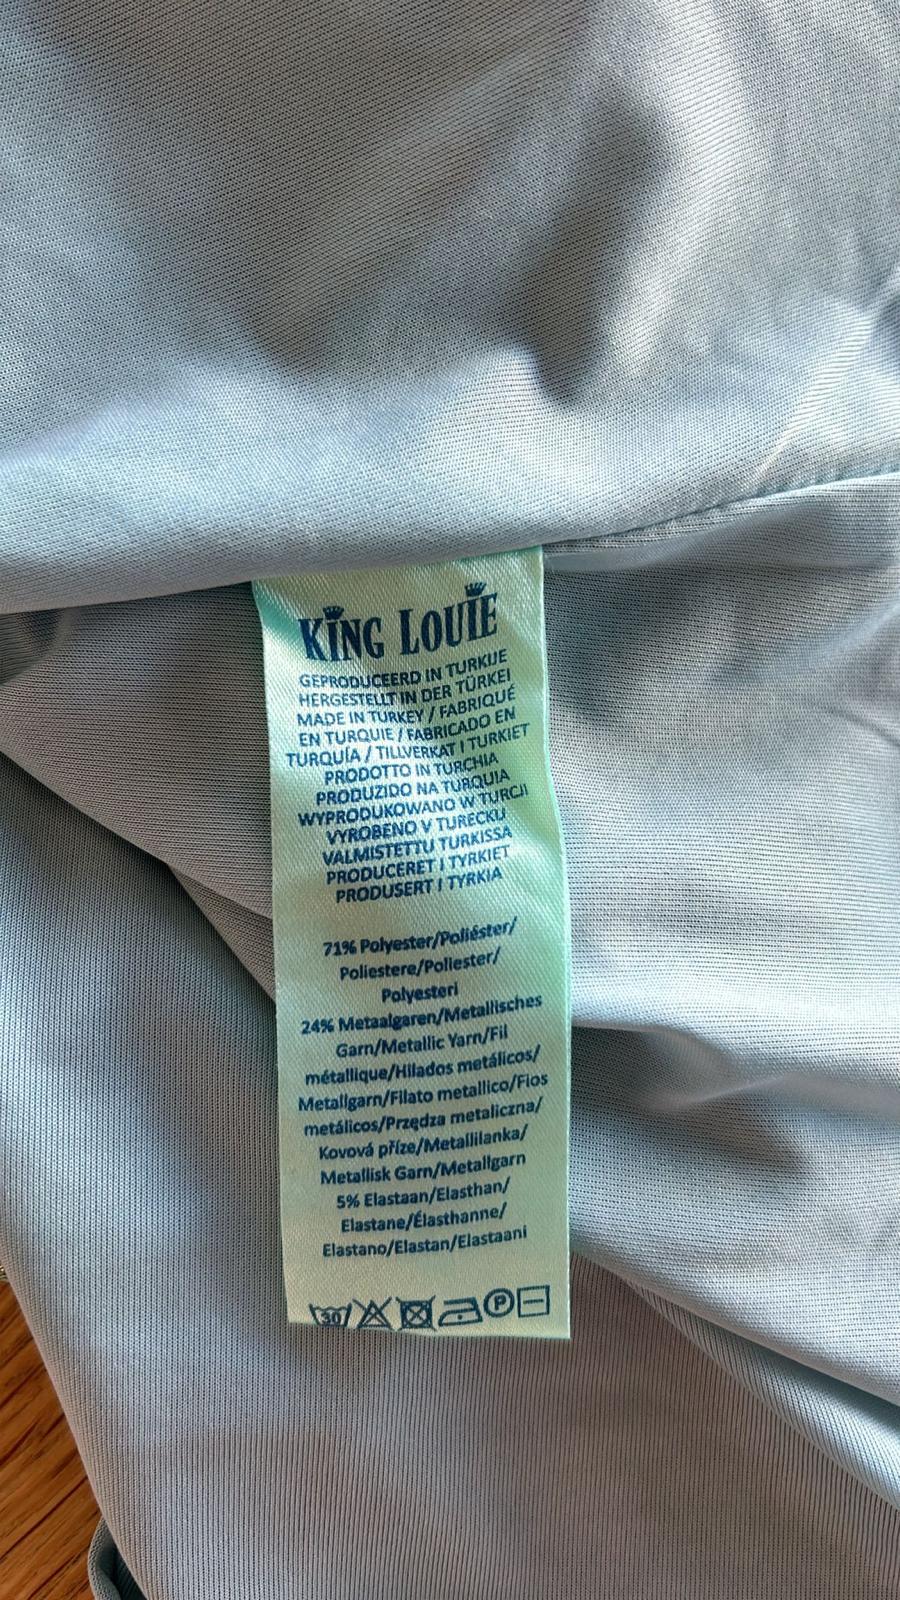 KING LOUIE
GEPRODUCEERD IN TURKIJE
HERGESTELLT IN DER TÜRKEI
MADE IN TURKEY / FABRIQUÉ
EN TURQUIE / FABRICADO EN
TURQUÍA / TILLVERKAT I TURKIET
PRODOTTO IN TURCHIA
PRODUZIDO NA TURQUIA
WYPRODUKOWANO W TURCJI
VYROBENO V TURECKU
VALMISTETTU TURKISSA
PRODUCERET I TYRKIET
PRODUSERT I TYRKIA
71% Polyester/Poliéster/
Poliestere/Poliester/
Polyesteri
24% Metaalgaren/Metallisches
Garn/Metallic Yarn/Fil
métallique/Hilados metálicos/
Metallgarn/Filato metallico/Fios
metálicos/Przędza metaliczna/
Kovová příze/Metallilanka/
Metallisk Garn/Metallgarn
5% Elastaan/Elasthan/
Elastane/Élasthanne/
Elastano/Elastan/Elastaani
30 P